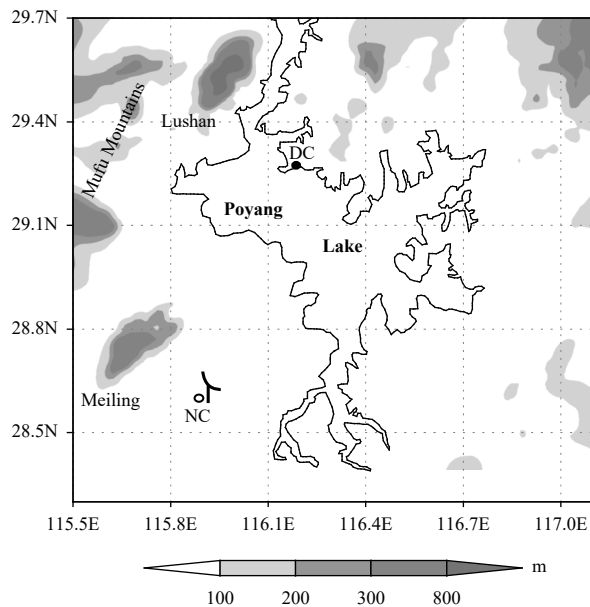 29.7N
29.4N
29.1N
28.8N
28.5N
Lushan
Mufu Mountains
DC
Poyang
Lake
Meiling
NC
115.5E 115.8E 116.1E 116.4E 116.7E 117.0E
m
100 200 300 800